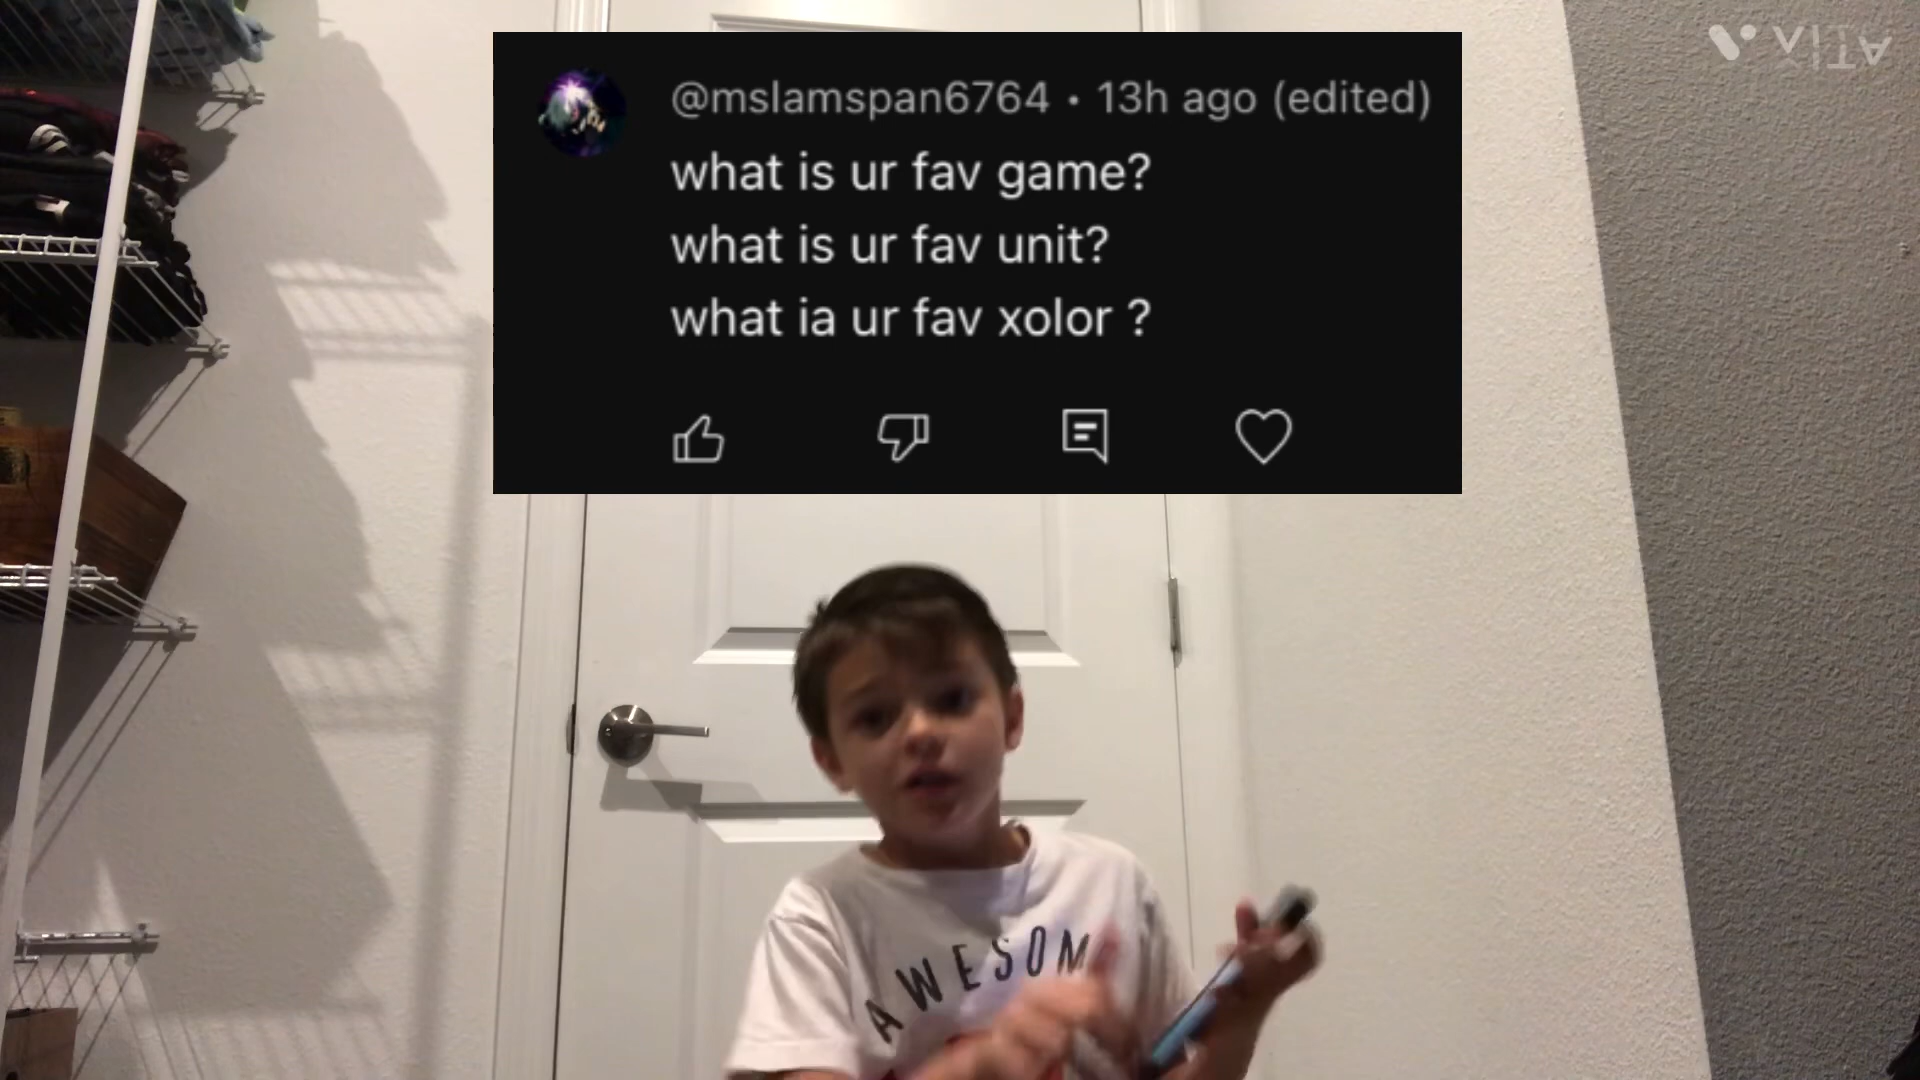 @mslamspan6764 • 13h ago (edited)
what is ur fav game?
what is ur fav unit?
what ia ur fav xolor ?
VITA
AWESOM